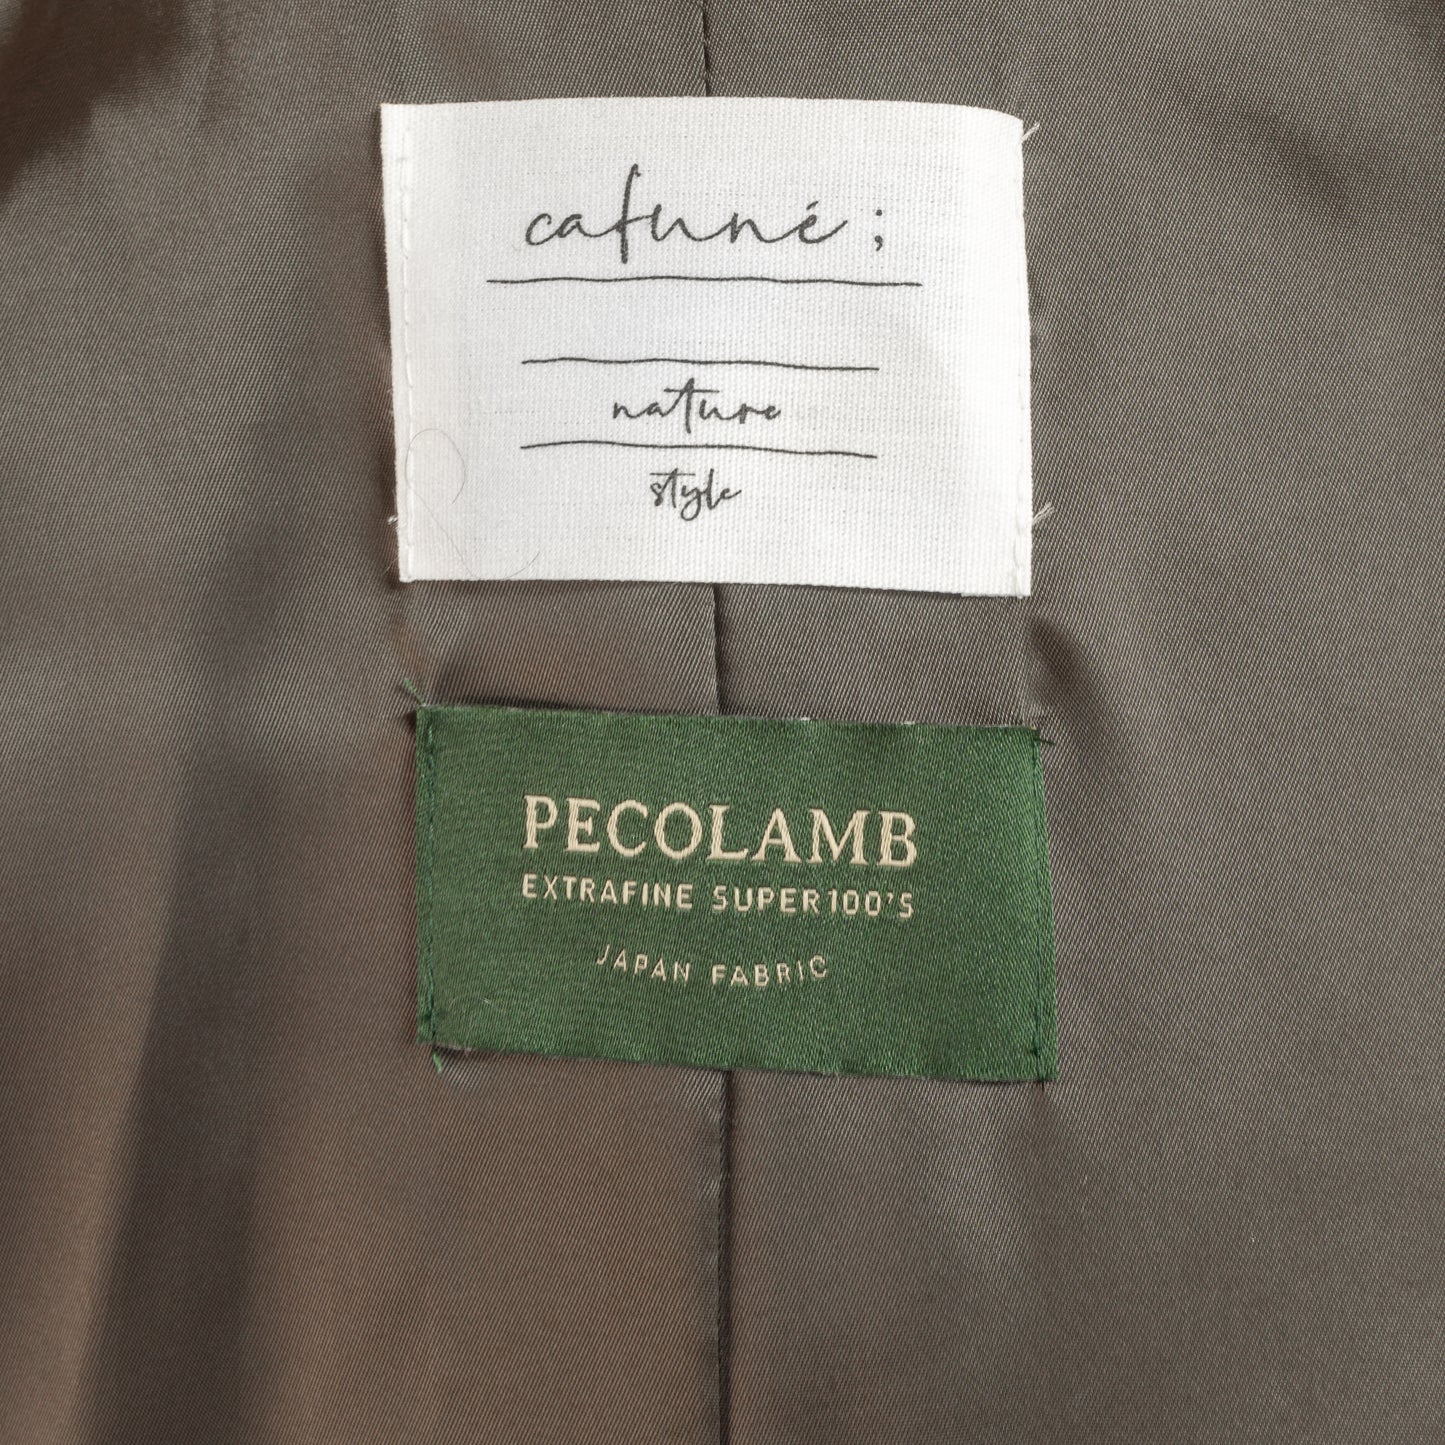 cafuné ;
nature
style
PECOLAMB
EXTRAFINE SUPER100'S
JAPAN FABRIC